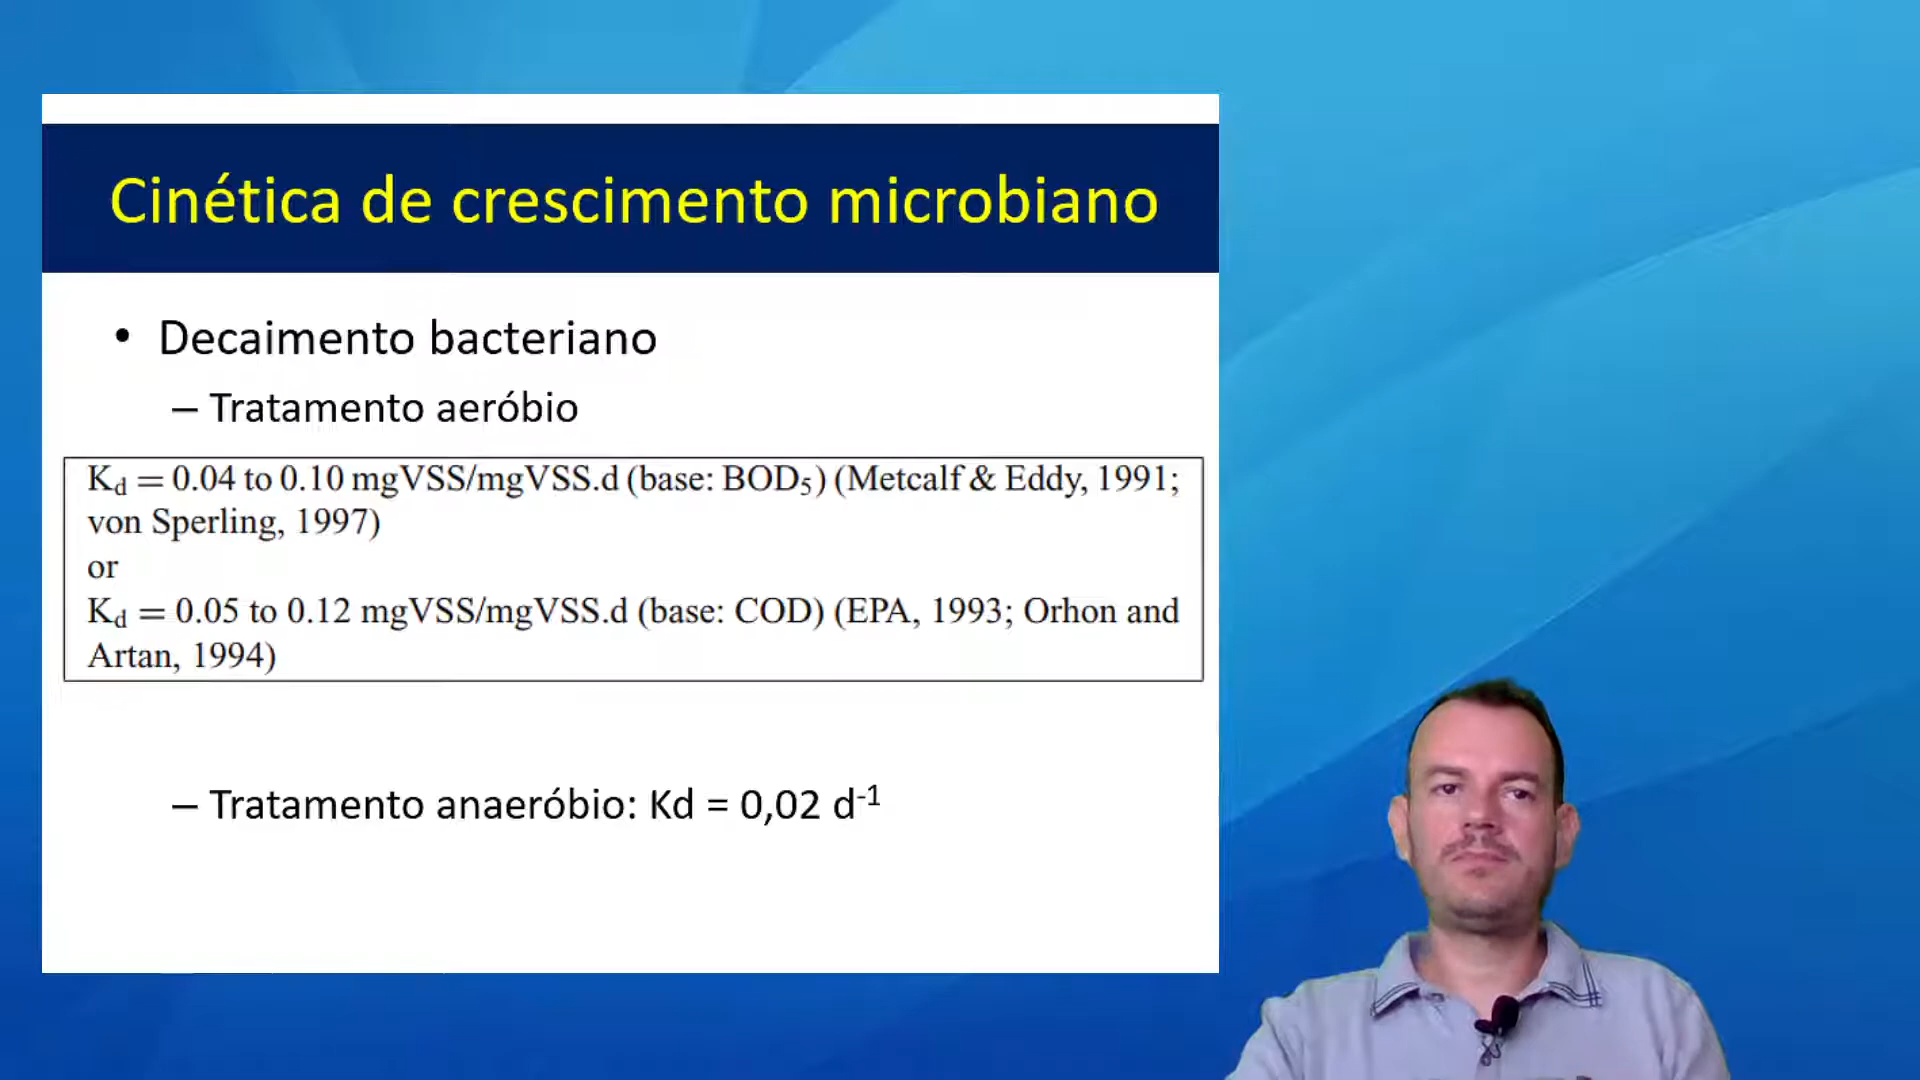 Cinética de crescimento microbiano
• Decaimento bacteriano
– Tratamento aeróbio
Kd = 0.04 to 0.10 mgVSS/mgVSS.d (base: BOD5) (Metcalf & Eddy, 1991;
von Sperling, 1997)
or
Kd = 0.05 to 0.12 mgVSS/mgVSS.d (base: COD) (EPA, 1993; Orhon and
Artan, 1994)
– Tratamento anaeróbio: Kd = 0,02 d-1